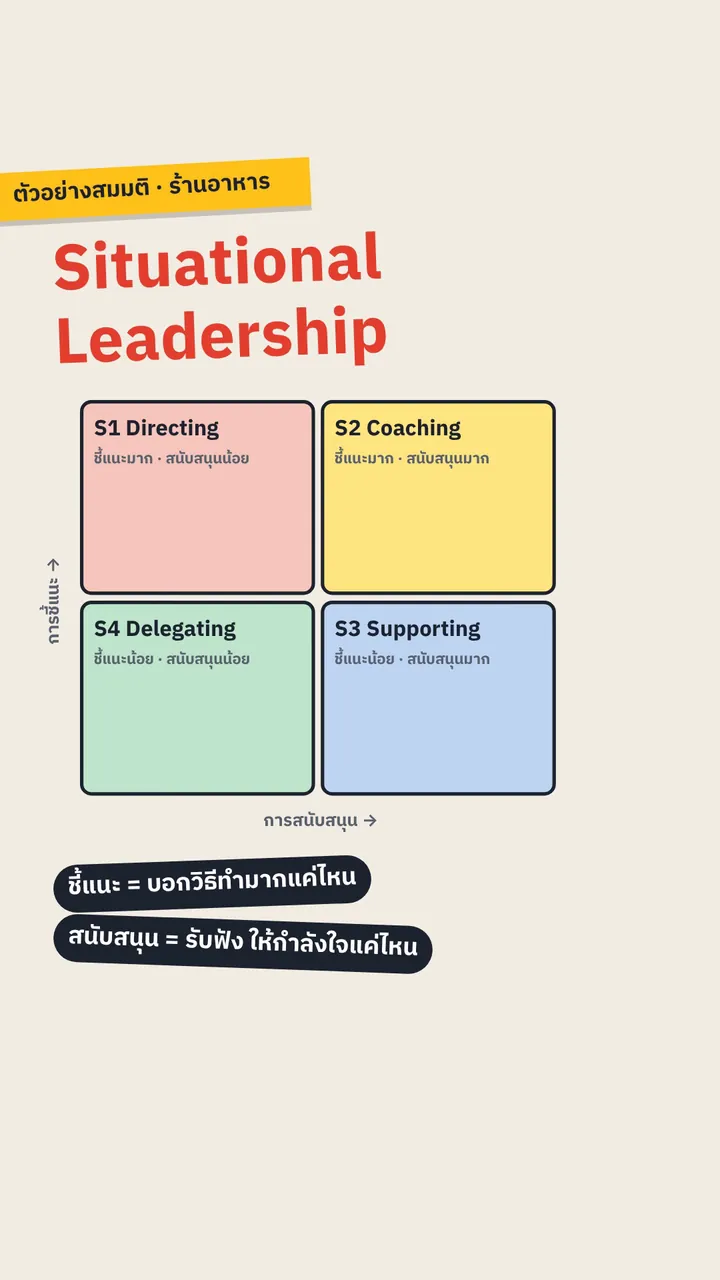 ตัวอย่างสมมติ · ร้านอาหาร
Situational
Leadership
S1 Directing
ชี้แนะมาก · สนับสนุนน้อย
S2 Coaching
ชี้แนะมาก · สนับสนุนมาก
การชี้แนะ →
S4 Delegating
ชี้แนะน้อย · สนับสนุนน้อย
S3 Supporting
ชี้แนะน้อย · สนับสนุนมาก
การสนับสนุน →
ชี้แนะ = บอกวิธีทำมากแค่ไหน
สนับสนุน = รับฟัง ให้กำลังใจแค่ไหน